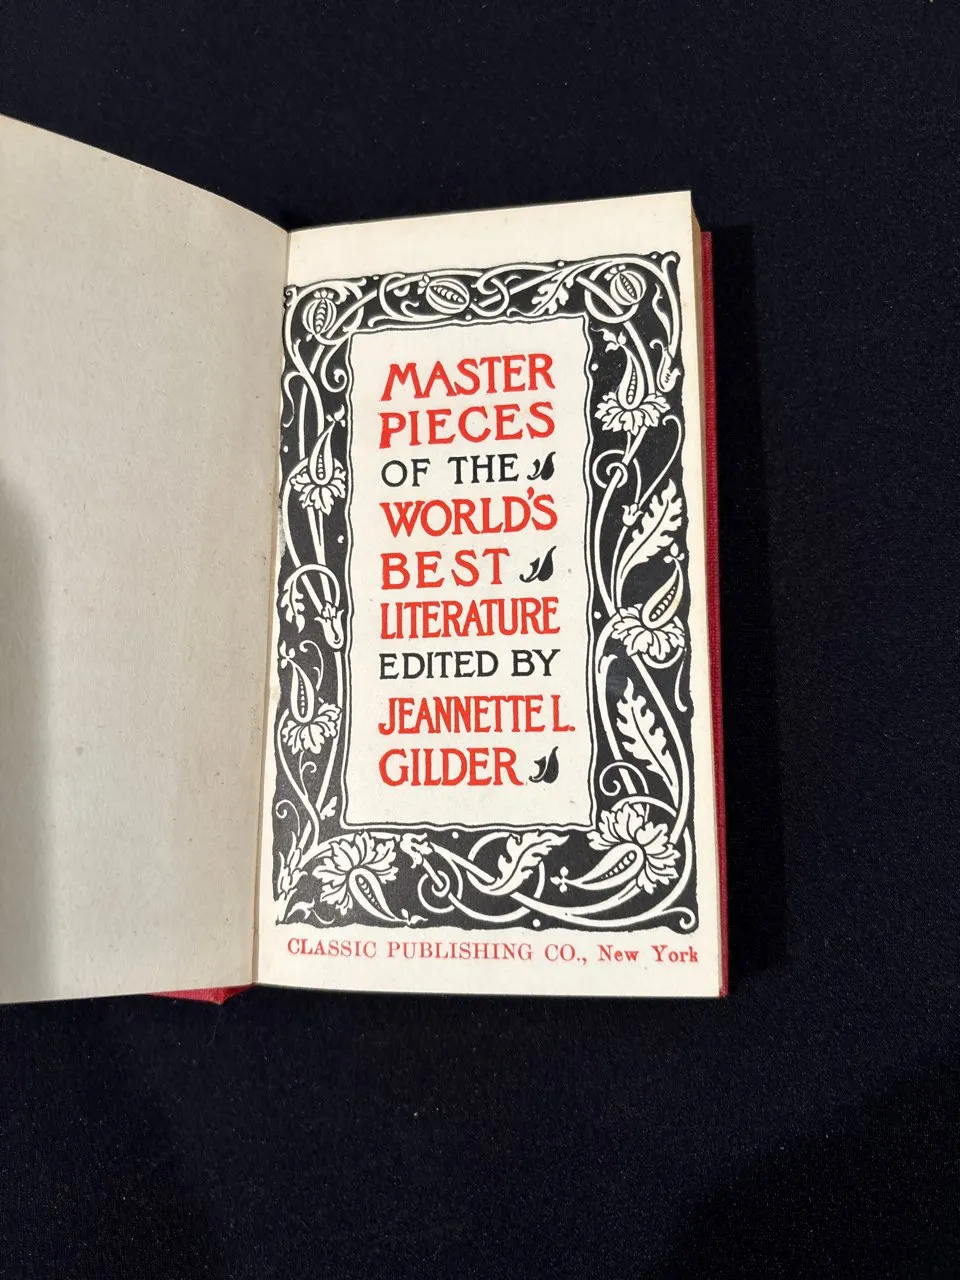 MASTER
PIECES
OF THE
WORLD'S
BEST
LITERATURE
EDITED BY
JEANNETTE L.
GILDER
CLASSIC PUBLISHING CO., New York